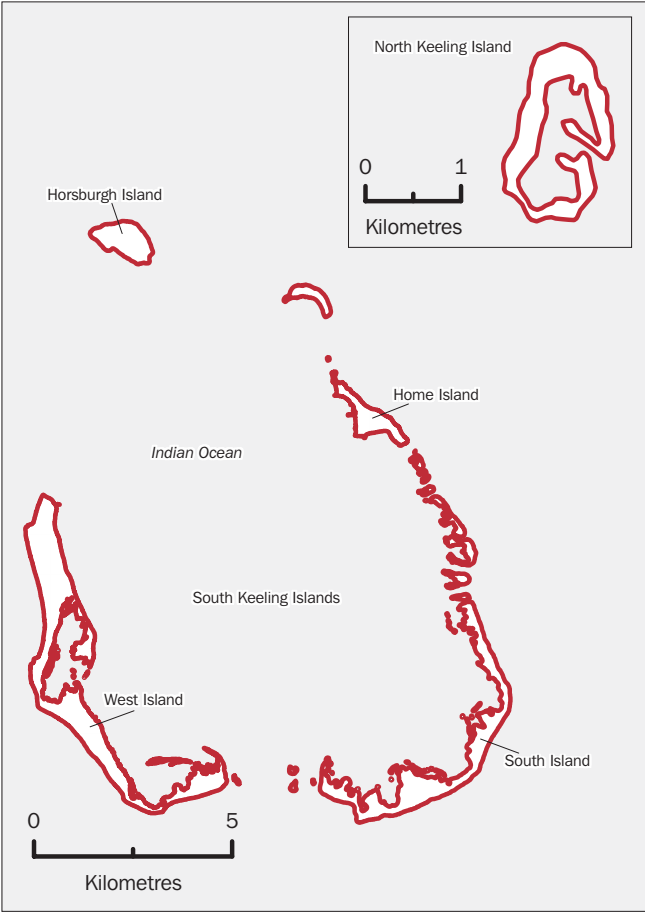 North Keeling Island
0 1
Kilometres
Horsburgh Island
Home Island
Indian Ocean
South Keeling Islands
West Island
South Island
0 5
Kilometres